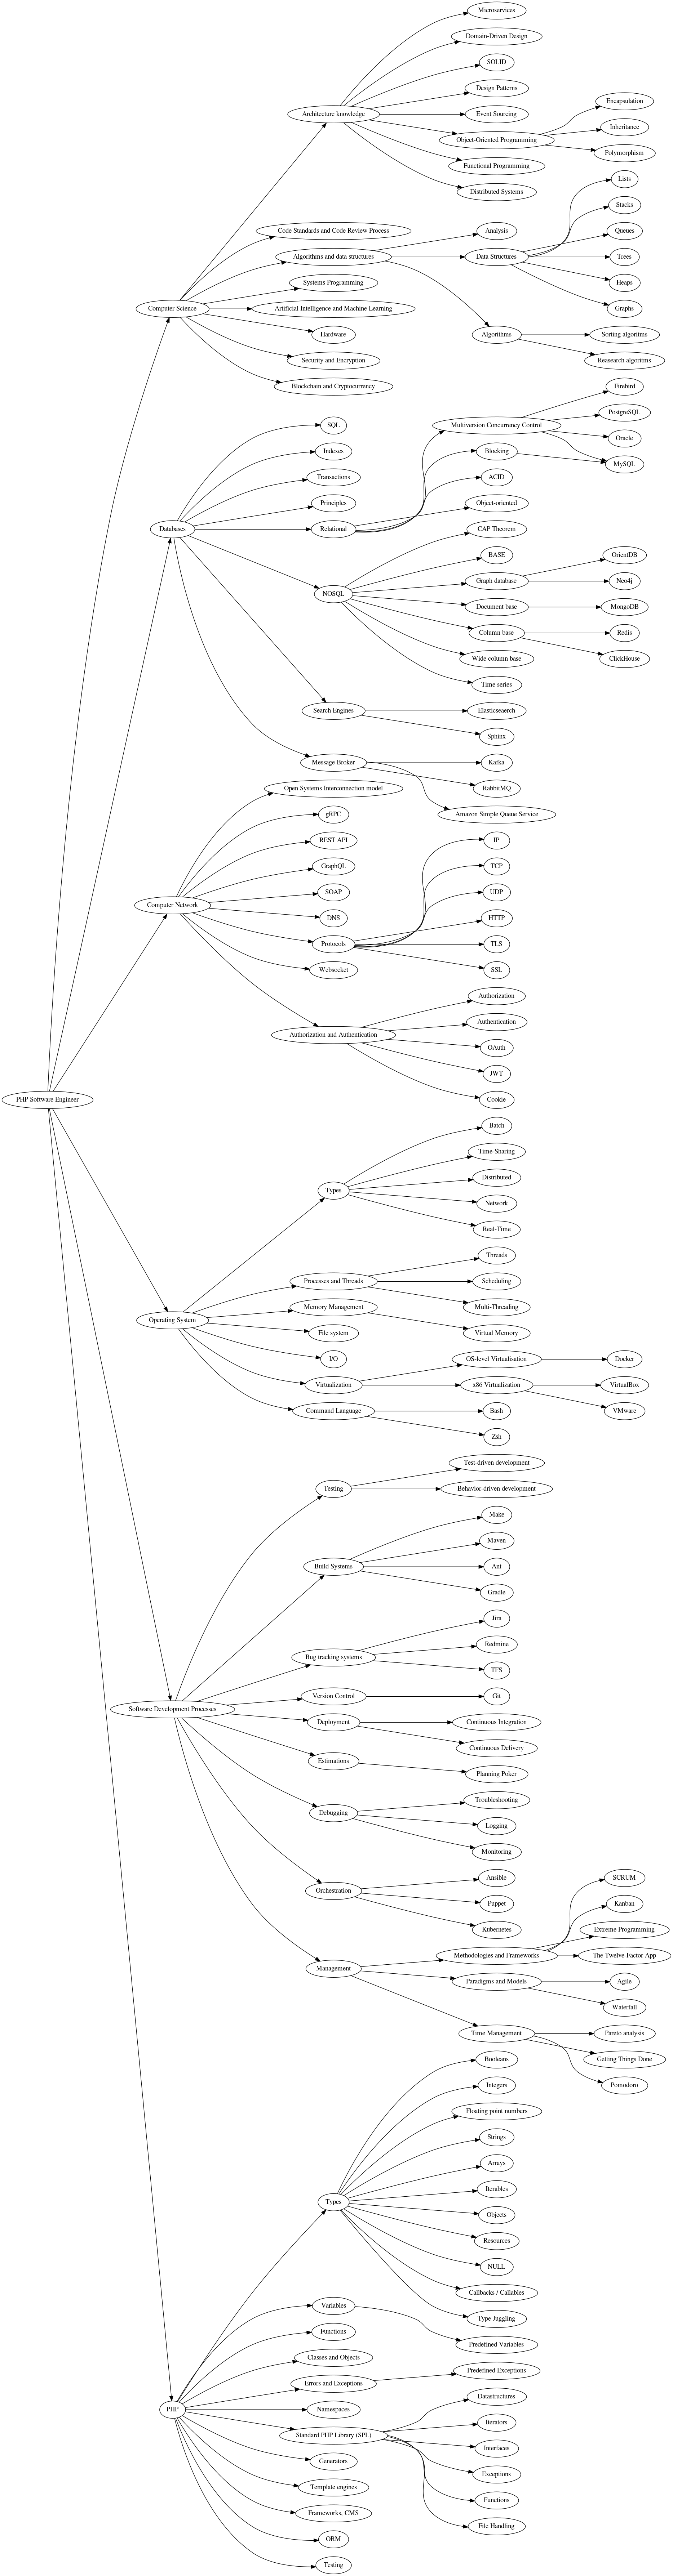 Microservices
Domain-Driven Design
SOLID
Design Patterns
Encapsulation
Architecture knowledge
Event Sourcing
Inheritance
Object-Oriented Programming
Polymorphism
Functional Programming
Lists
Distributed Systems
Stacks
Code Standards and Code Review Process
Analysis
Queues
Algorithms and data structures
Data Structures
Trees
Systems Programming
Heaps
Computer Science
Artificial Intelligence and Machine Learning
Graphs
Hardware
Algorithms
Sorting algoritms
Security and Encryption
Reasearch algoritms
Blockchain and Cryptocurrency
Firebird
PostgreSQL
SQL
Multiversion Concurrency Control
Oracle
Indexes
Blocking
MySQL
Transactions
ACID
Principles
Object-oriented
Databases
Relational
CAP Theorem
BASE
OrientDB
Graph database
Neo4j
NOSQL
Document base
MongoDB
Column base
Redis
Wide column base
ClickHouse
Time series
Search Engines
Elasticseaerch
Sphinx
Message Broker
Kafka
Open Systems Interconnection model
RabbitMQ
gRPC
Amazon Simple Queue Service
REST API
IP
GraphQL
TCP
SOAP
UDP
Computer Network
DNS
HTTP
Protocols
TLS
Websocket
SSL
Authorization
Authentication
Authorization and Authentication
OAuth
JWT
PHP Software Engineer
Cookie
Batch
Time-Sharing
Types
Distributed
Network
Real-Time
Threads
Processes and Threads
Scheduling
Memory Management
Multi-Threading
Operating System
File system
Virtual Memory
I/O
OS-level Virtualisation
Docker
Virtualization
x86 Virtualization
VirtualBox
Command Language
Bash
VMware
Zsh
Test-driven development
Testing
Behavior-driven development
Make
Maven
Build Systems
Ant
Gradle
Jira
Bug tracking systems
Redmine
TFS
Version Control
Git
Software Development Processes
Deployment
Continuous Integration
Continuous Delivery
Estimations
Planning Poker
Troubleshooting
Debugging
Logging
Monitoring
Ansible
SCRUM
Orchestration
Puppet
Kanban
Kubernetes
Extreme Programming
Methodologies and Frameworks
The Twelve-Factor App
Management
Paradigms and Models
Agile
Waterfall
Time Management
Pareto analysis
Booleans
Getting Things Done
Integers
Pomodoro
Floating point numbers
Strings
Arrays
Iterables
Types
Objects
Resources
NULL
Callbacks / Callables
Variables
Type Juggling
Functions
Predefined Variables
Classes and Objects
Predefined Exceptions
Errors and Exceptions
Datastructures
PHP
Namespaces
Iterators
Standard PHP Library (SPL)
Interfaces
Generators
Exceptions
Template engines
Functions
Frameworks, CMS
File Handling
ORM
Testing